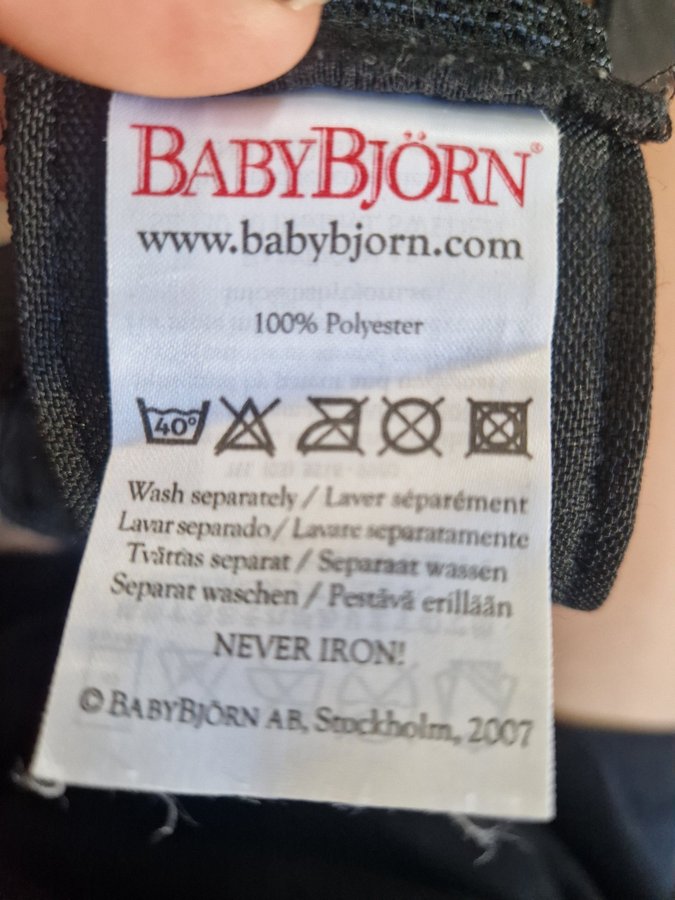 BABYBJÖRN®
www.babybjorn.com
100% Polyester
40°
Wash separately / Laver séparément
Lavar separado / Lavare separatamente
Tvättas separat / Separaat wassen
Separat waschen / Pestävä erillään
NEVER IRON!
© BABYBJÖRN AB, Stockholm, 2007